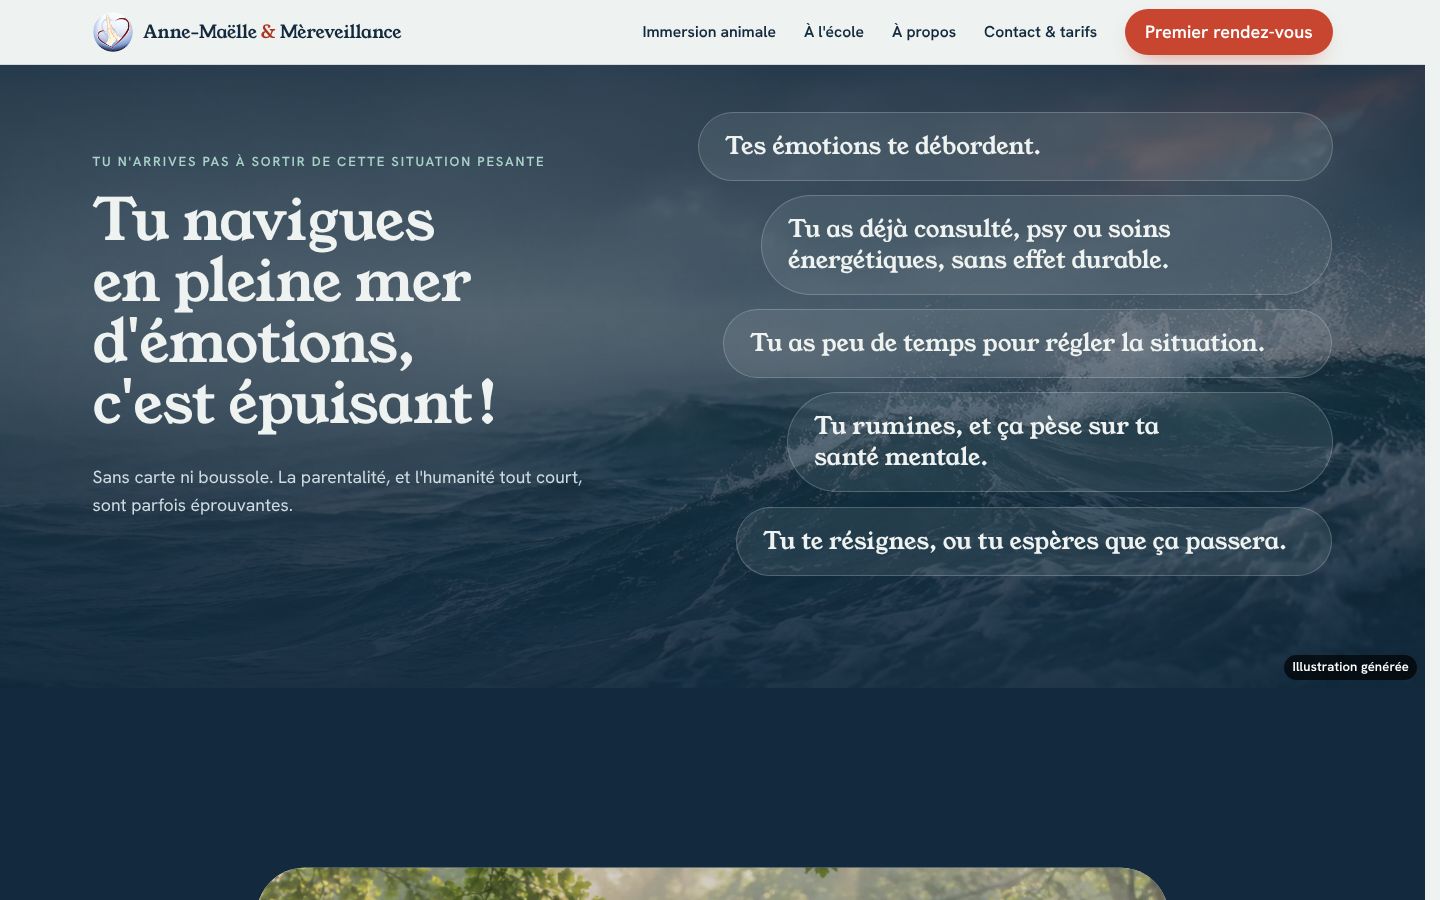 Anne-Maëlle & Mèreveillance
Immersion animale
À l'école
À propos
Contact & tarifs
Premier rendez-vous
TU N'ARRIVES PAS À SORTIR DE CETTE SITUATION PESANTE
Tu navigues
en pleine mer
d'émotions,
c'est épuisant !
Sans carte ni boussole. La parentalité, et l'humanité tout court,
sont parfois éprouvantes.
Tes émotions te débordent.
Tu as déjà consulté, psy ou soins
énergétiques, sans effet durable.
Tu as peu de temps pour régler la situation.
Tu rumines, et ça pèse sur ta
santé mentale.
Tu te résignes, ou tu espères que ça passera.
Illustration générée